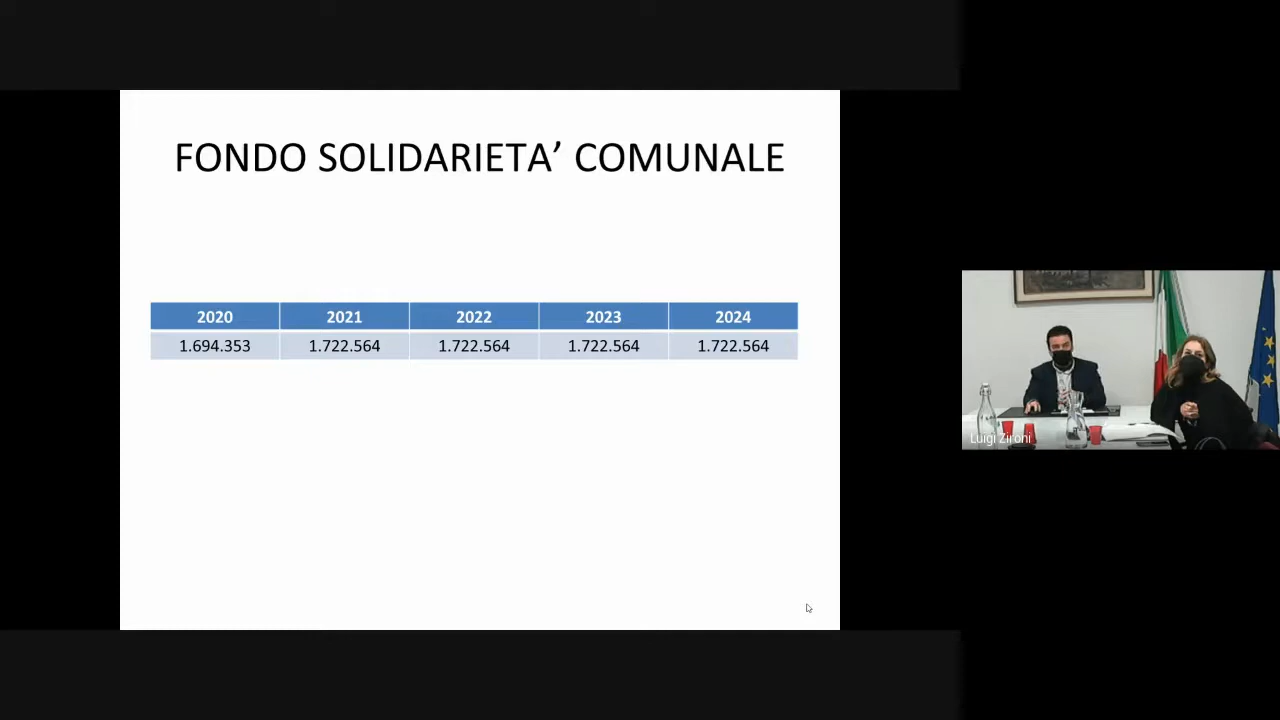 FONDO SOLIDARIETA’ COMUNALE
2020 2021 2022 2023 2024
1.694.353 1.722.564 1.722.564 1.722.564 1.722.564
Luigi Zironi